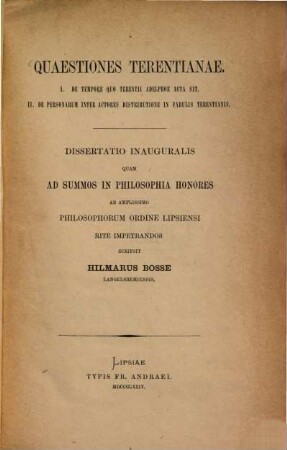 QUAESTIONES TERENTIANAE.
I. DE TEMPORE QUO TERENTII ADELPHOE ACTA SIT.
II. DE PERSONARUM INTER ACTORES DISTRIBUTIONE IN FABULIS TERENTIANIS.
DISSERTATIO INAUGURALIS
QUAM
AD SUMMOS IN PHILOSOPHIA HONORES
AB AMPLISSIMO
PHILOSOPHORUM ORDINE LIPSIENSI
RITE IMPETRANDOS
SCRIPSIT
HILMARUS BOSSE
LANGELSHEIMENSIS.
LIPSIAE
TYPIS FR. ANDRAEI.
MDCCCLXXIV.